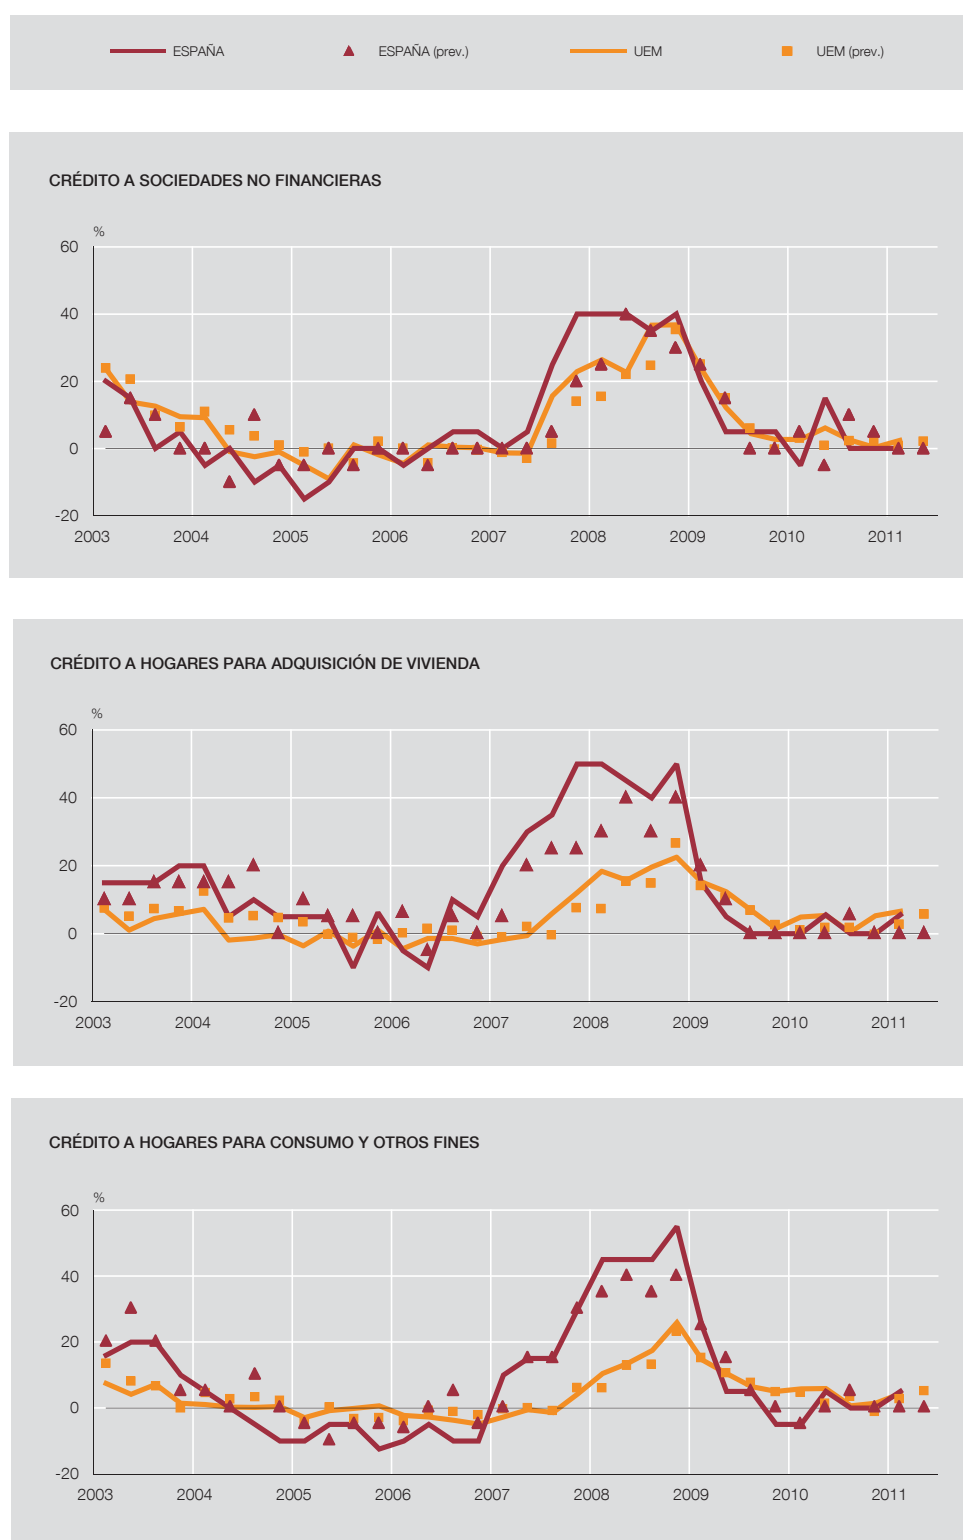 ESPAÑA ESPAÑA (prev.) UEM UEM (prev.)
CRÉDITO A SOCIEDADES NO FINANCIERAS
%
60
40
20
0
-20
2003 2004 2005 2006 2007 2008 2009 2010 2011
CRÉDITO A HOGARES PARA ADQUISICIÓN DE VIVIENDA
%
60
40
20
0
-20
2003 2004 2005 2006 2007 2008 2009 2010 2011
CRÉDITO A HOGARES PARA CONSUMO Y OTROS FINES
%
60
40
20
0
-20
2003 2004 2005 2006 2007 2008 2009 2010 2011